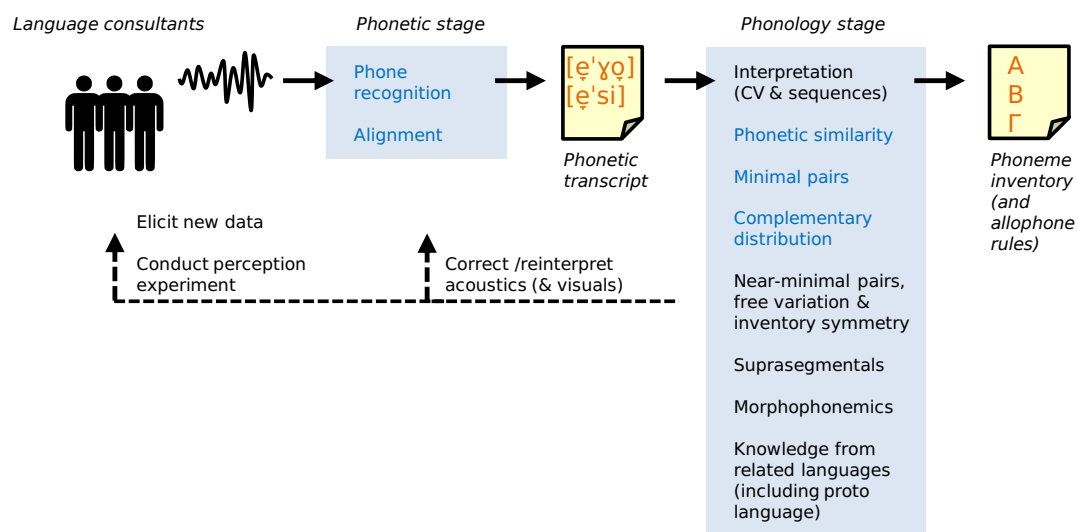 Language consultants
Phonetic stage
Phonology stage
Phone
recognition
Alignment
[e̞ˈɣo̞]
[e̞ˈsi]
Phonetic
transcript
Interpretation
(CV & sequences)
Phonetic similarity
Minimal pairs
Complementary
distribution
Near-minimal pairs,
free variation &
inventory symmetry
Suprasegmentals
Morphophonemics
Knowledge from
related languages
(including proto
language)
Α
Β
Γ
Phoneme
inventory
(and
allophone
rules)
Elicit new data
Conduct perception
experiment
Correct /reinterpret
acoustics (& visuals)